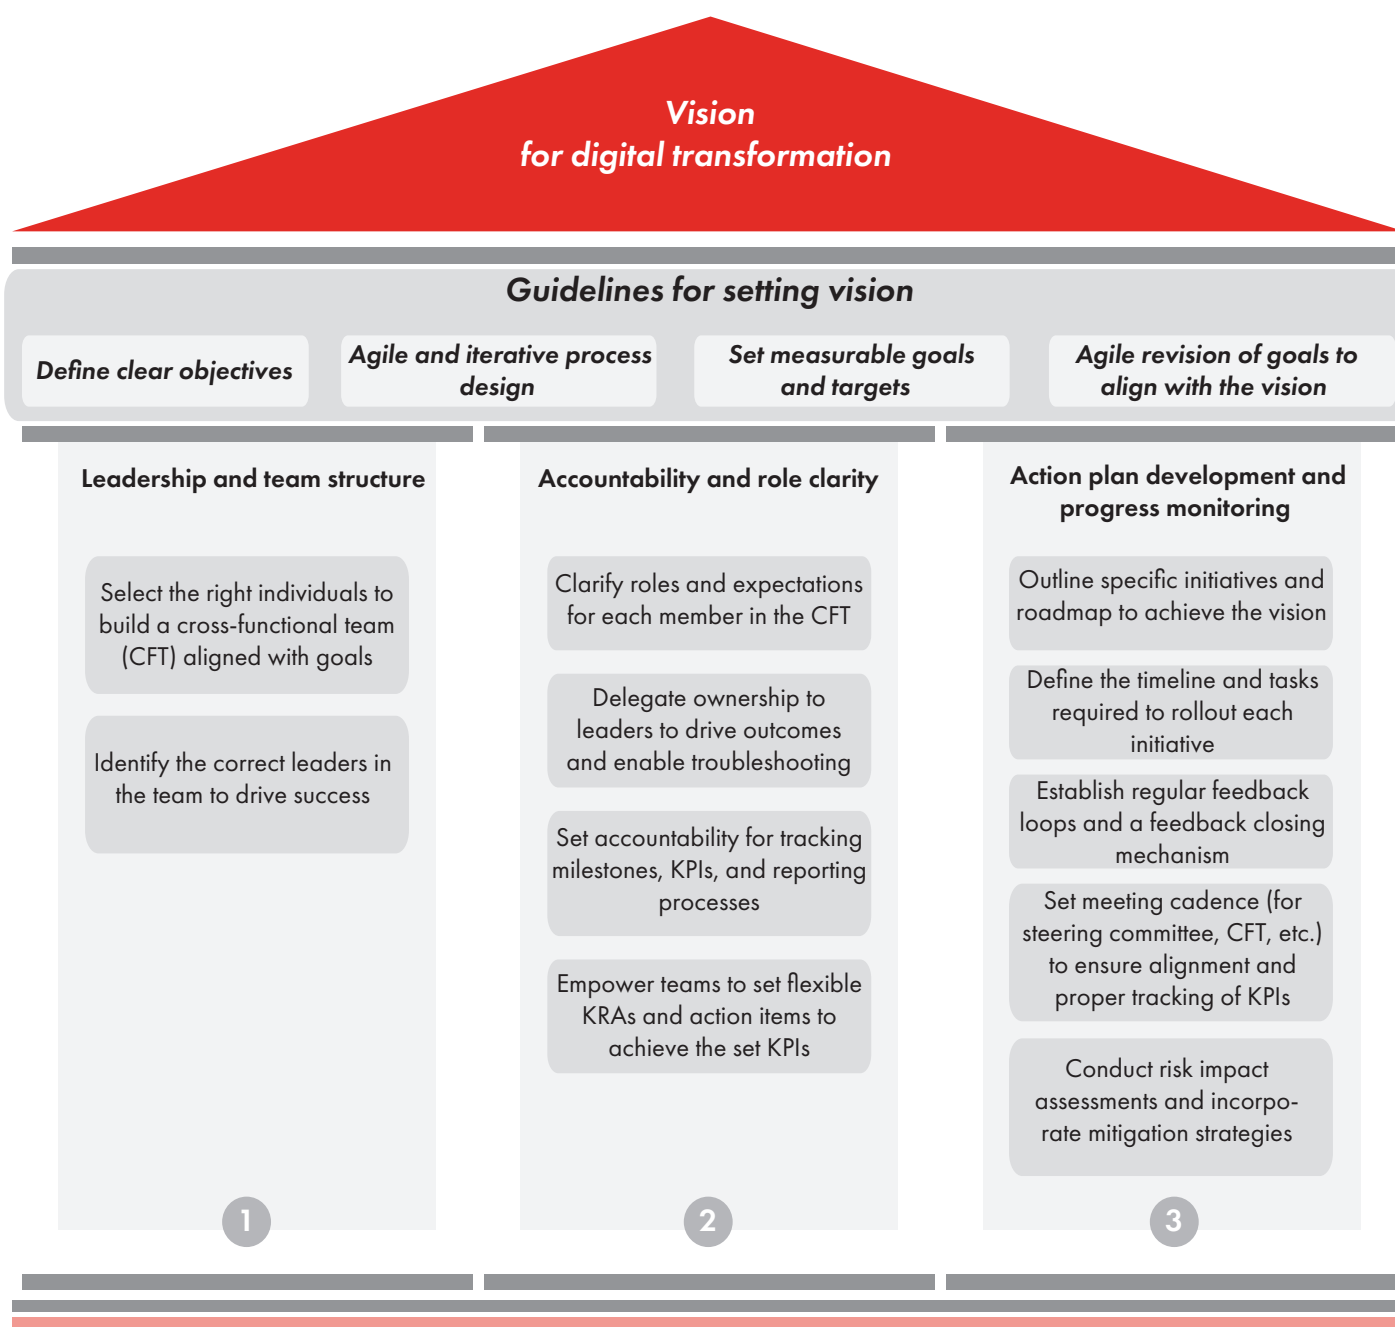 Vision
for digital transformation
Guidelines for setting vision
Define clear objectives
Agile and iterative process
design
Set measurable goals
and targets
Agile revision of goals to
align with the vision
Leadership and team structure
Select the right individuals to
build a cross-functional team
(CFT) aligned with goals
Identify the correct leaders in
the team to drive success
1
Accountability and role clarity
Clarify roles and expectations
for each member in the CFT
Delegate ownership to
leaders to drive outcomes
and enable troubleshooting
Set accountability for tracking
milestones, KPIs, and reporting
processes
Empower teams to set flexible
KRAs and action items to
achieve the set KPIs
2
Action plan development and
progress monitoring
Outline specific initiatives and
roadmap to achieve the vision
Define the timeline and tasks
required to rollout each
initiative
Establish regular feedback
loops and a feedback closing
mechanism
Set meeting cadence (for
steering committee, CFT, etc.)
to ensure alignment and
proper tracking of KPIs
Conduct risk impact
assessments and incorpo-
rate mitigation strategies
3